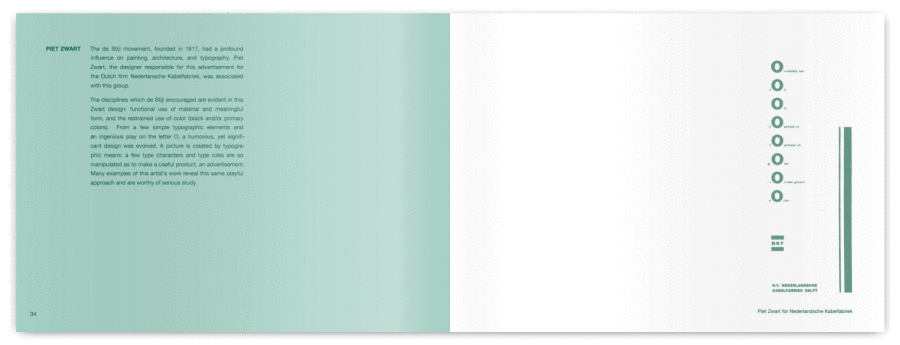 PIET ZWART
The de Stijl movement, founded in 1917, had a profound
influence on painting, architecture, and typography. Piet
Zwart, the designer responsible for this advertisement for
the Dutch firm Nederlansche Kabelfabriek, was associated
with this group.
The disciplines which de Stijl encouraged are evident in this
Zwart design: functional use of material and meaningful
form, and the restrained use of color (black and/or primary
colors). From a few simple typographic elements and
an ingenious play on the letter O, a humorous, yet signifi-
cant design was evolved. A picture is created by typogra-
phic means: a few type characters and type rules are so
manipulated as to make a useful product, an advertisement.
Many examples of this artist's work reveal this same playful
approach and are worthy of serious study.
34
O
O
O
O
O
O
O
O
NKF
N.V. NEDERLANDSCHE
KABELFABRIEK DELFT
Piet Zwart for Nederlandsche Kabelfabriek